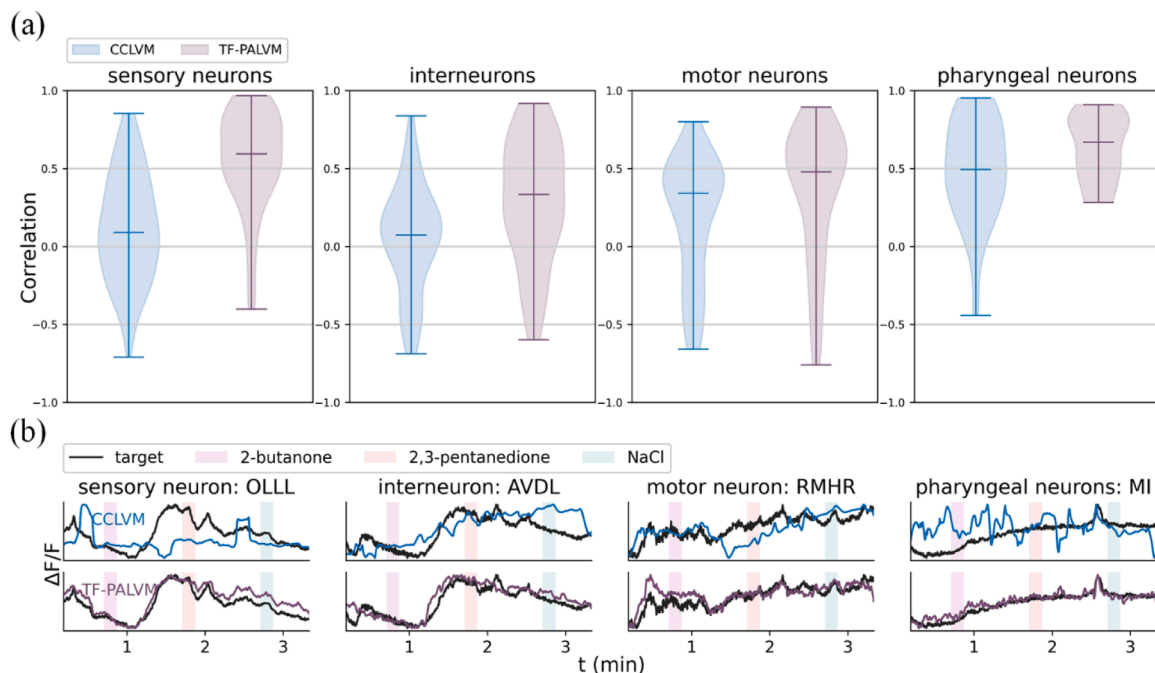 (a)
CCLVM TF-PALVM
sensory neurons interneurons motor neurons pharyngeal neurons
1.0 1.0 1.0 1.0
0.5 0.5 0.5 0.5
0.0 0.0 0.0 0.0
−0.5 −0.5 −0.5 −0.5
−1.0 −1.0 −1.0 −1.0
Correlation
(b)
target 2-butanone 2,3-pentanedione NaCl
sensory neuron: OLLL interneuron: AVDL motor neuron: RMHR pharyngeal neurons: MI
CCLVM
TF-PALVM
ΔF/F
1 2 3 1 2 3 1 2 3 1 2 3
t (min)